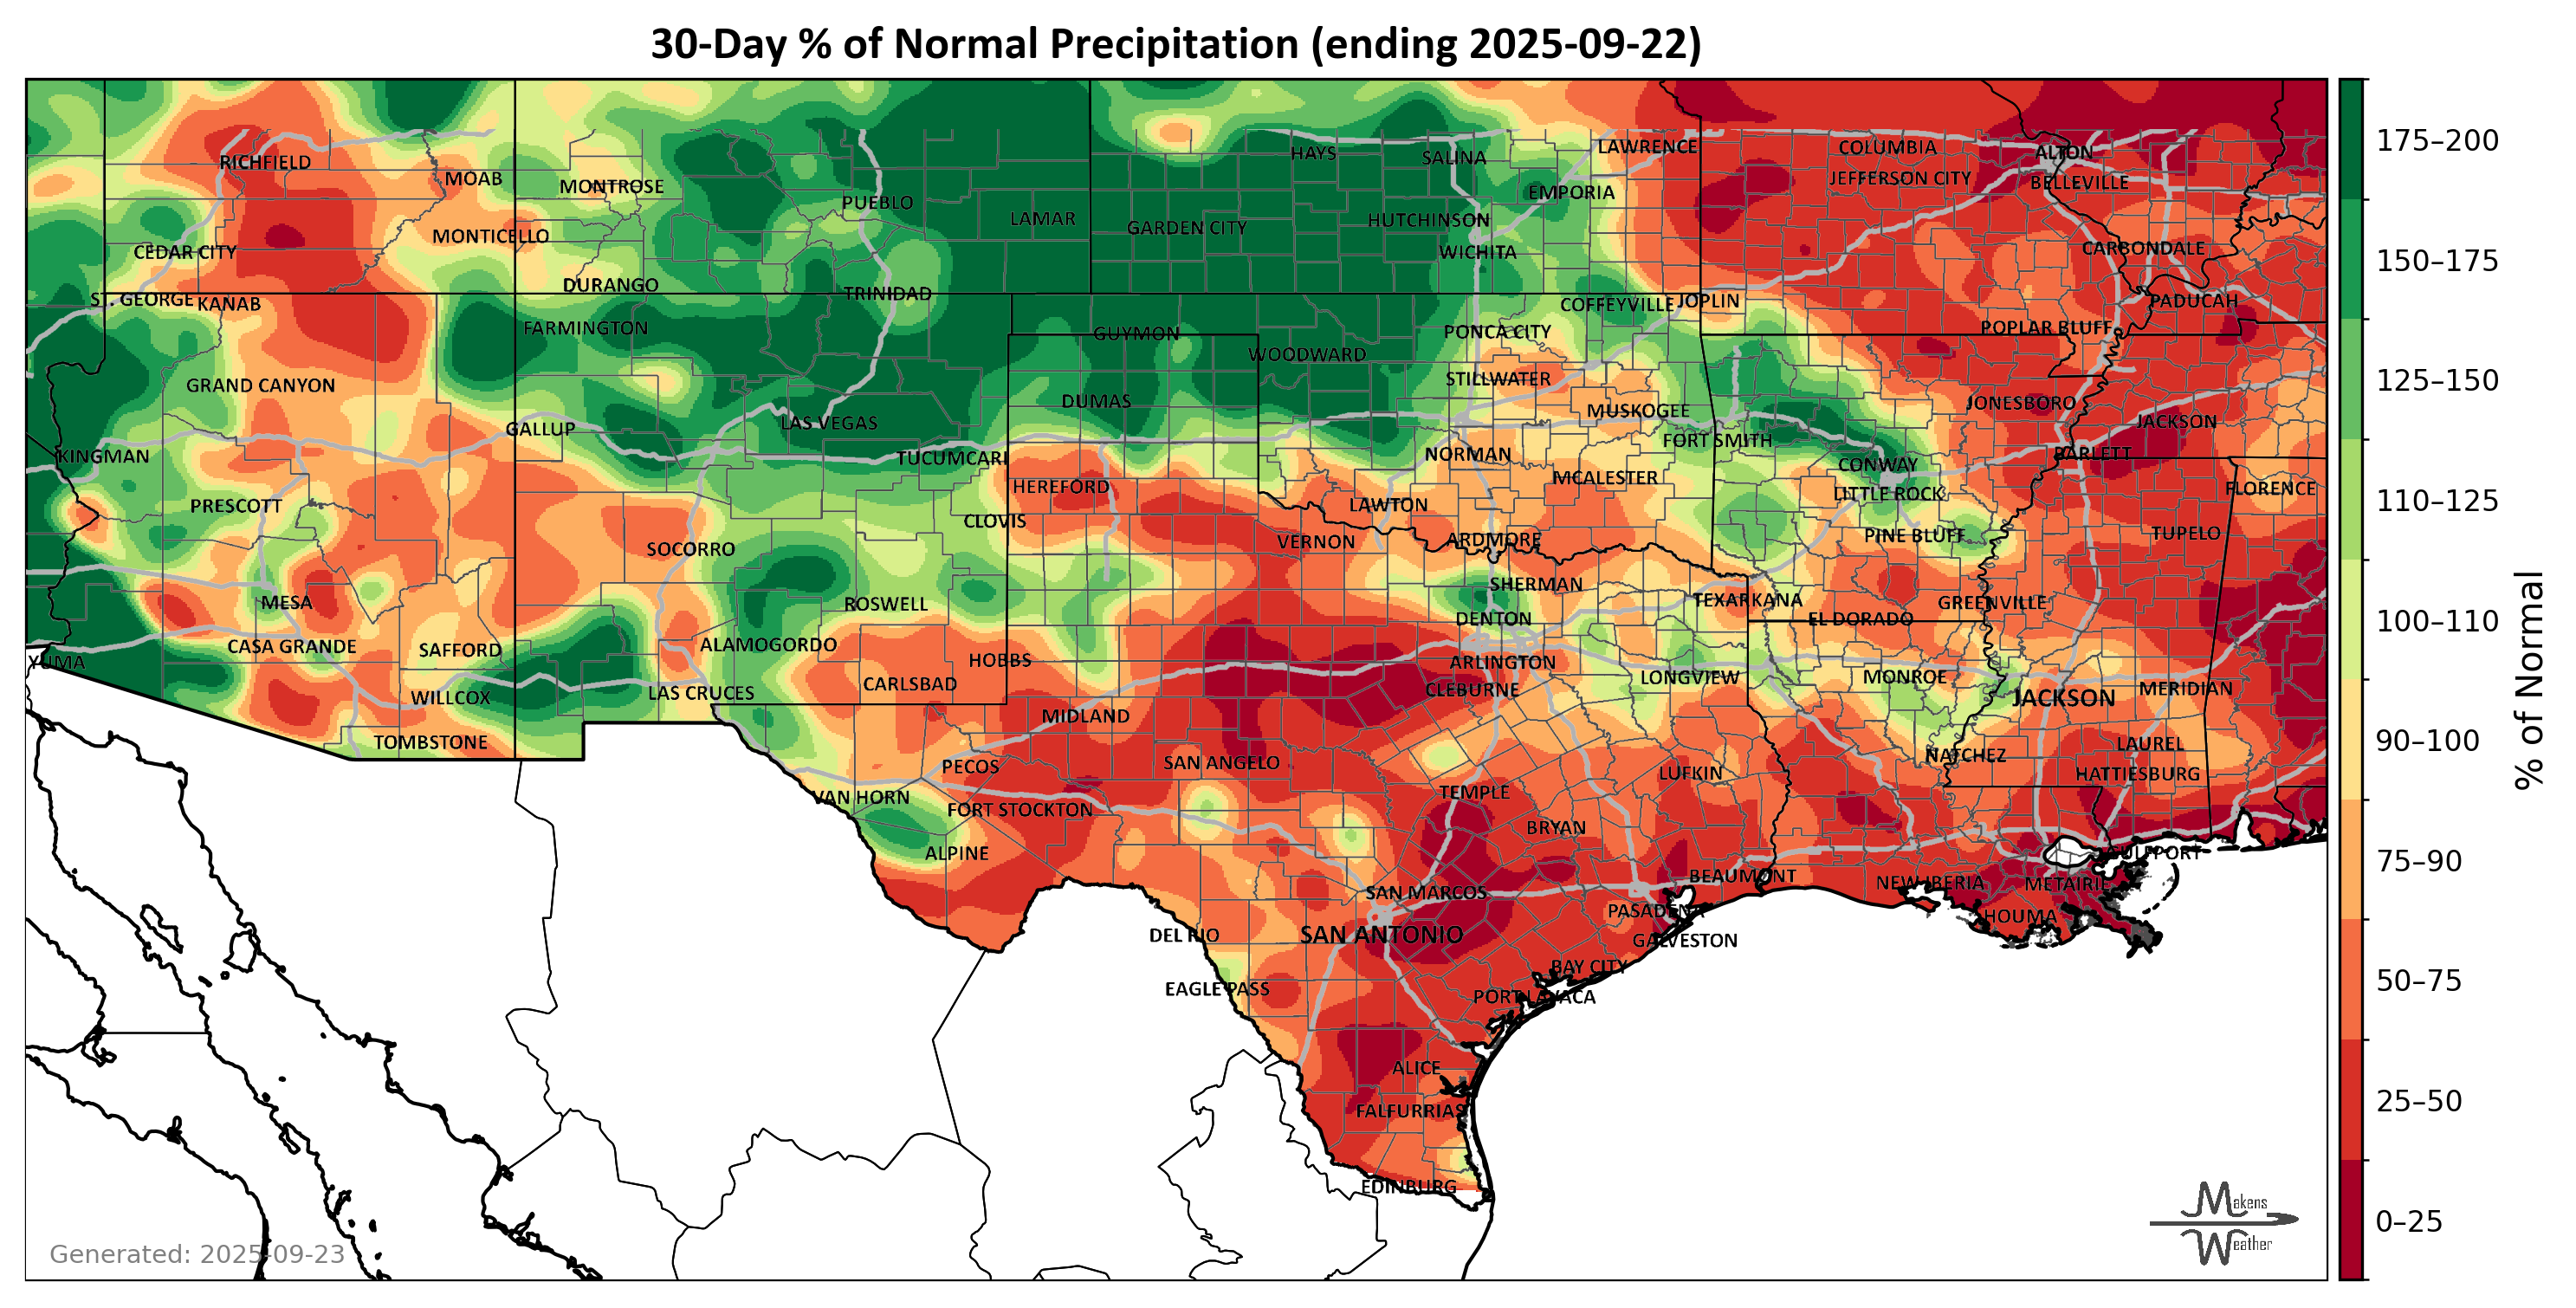 30-Day % of Normal Precipitation (ending 2025-09-22)
RICHFIELD
MOAB
MONTROSE
PUEBLO
LAMAR
HAYS
SALINA
LAWRENCE
COLUMBIA
ALTON
GARDEN CITY
HUTCHINSON
EMPORIA
JEFFERSON CITY
BELLEVILLE
CEDAR CITY
MONTICELLO
WICHITA
CARBONDALE
ST. GEORGE
KANAB
DURANGO
TRINIDAD
COFFEYVILLE
JOPLIN
PADUCAH
FARMINGTON
GUYMON
PONCA CITY
POPLAR BLUFF
WOODWARD
GRAND CANYON
DUMAS
STILLWATER
MUSKOGEE
JONESBORO
JACKSON
GALLUP
LAS VEGAS
FORT SMITH
KINGMAN
TUCUMCARI
NORMAN
CONWAY
BARLETT
HEREFORD
MCALESTER
LITTLE ROCK
FLORENCE
PRESCOTT
CLOVIS
LAWTON
PINE BLUFF
TUPELO
SOCORRO
VERNON
ARDMORE
MESA
ROSWELL
SHERMAN
DENTON
TEXARKANA
EL DORADO
GREENVILLE
CASA GRANDE
SAFFORD
ALAMOGORDO
HOBBS
ARLINGTON
YUMA
WILLCOX
LAS CRUCES
CARLSBAD
CLEBURNE
LONGVIEW
MONROE
JACKSON
MERIDIAN
TOMBSTONE
MIDLAND
PECOS
SAN ANGELO
LUFKIN
NATCHEZ
LAUREL
HATTIESBURG
VAN HORN
FORT STOCKTON
TEMPLE
BRYAN
ALPINE
GULFPORT
SAN MARCOS
BEAUMONT
NEW IBERIA
METAIRIE
DEL RIO
SAN ANTONIO
PASADENA
GALVESTON
HOUMA
EAGLE PASS
BAY CITY
PORT LAVACA
ALICE
FALFURRIAS
EDINBURG
Generated: 2025-09-23
Makens
Weather
175–200
150–175
125–150
110–125
100–110
90–100
75–90
50–75
25–50
0–25
% of Normal